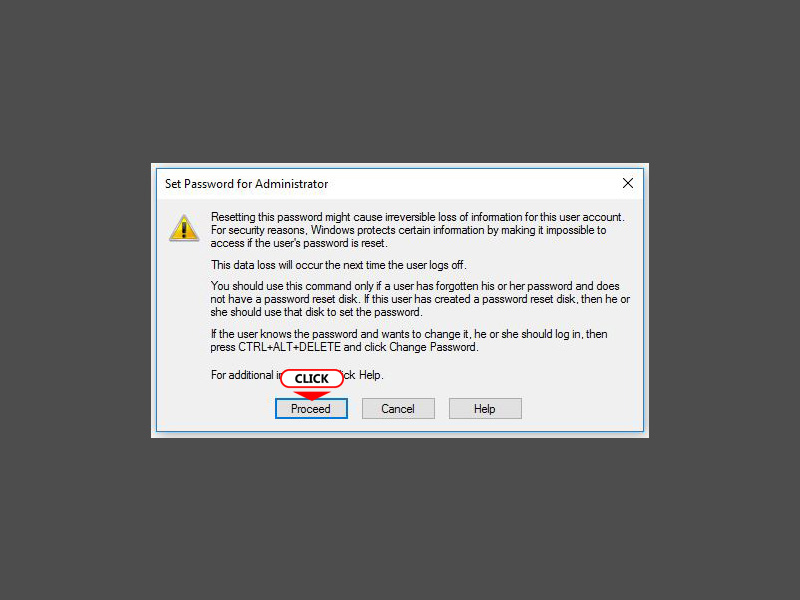 Set Password for Administrator
Resetting this password might cause irreversible loss of information for this user account.
For security reasons, Windows protects certain information by making it impossible to
access if the user's password is reset.
This data loss will occur the next time the user logs off.
You should use this command only if a user has forgotten his or her password and does
not have a password reset disk. If this user has created a password reset disk, then he or
she should use that disk to set the password.
If the user knows the password and wants to change it, he or she should log in, then
press CTRL+ALT+DELETE and click Change Password.
For additional Help.
CLICK
Proceed Cancel Help